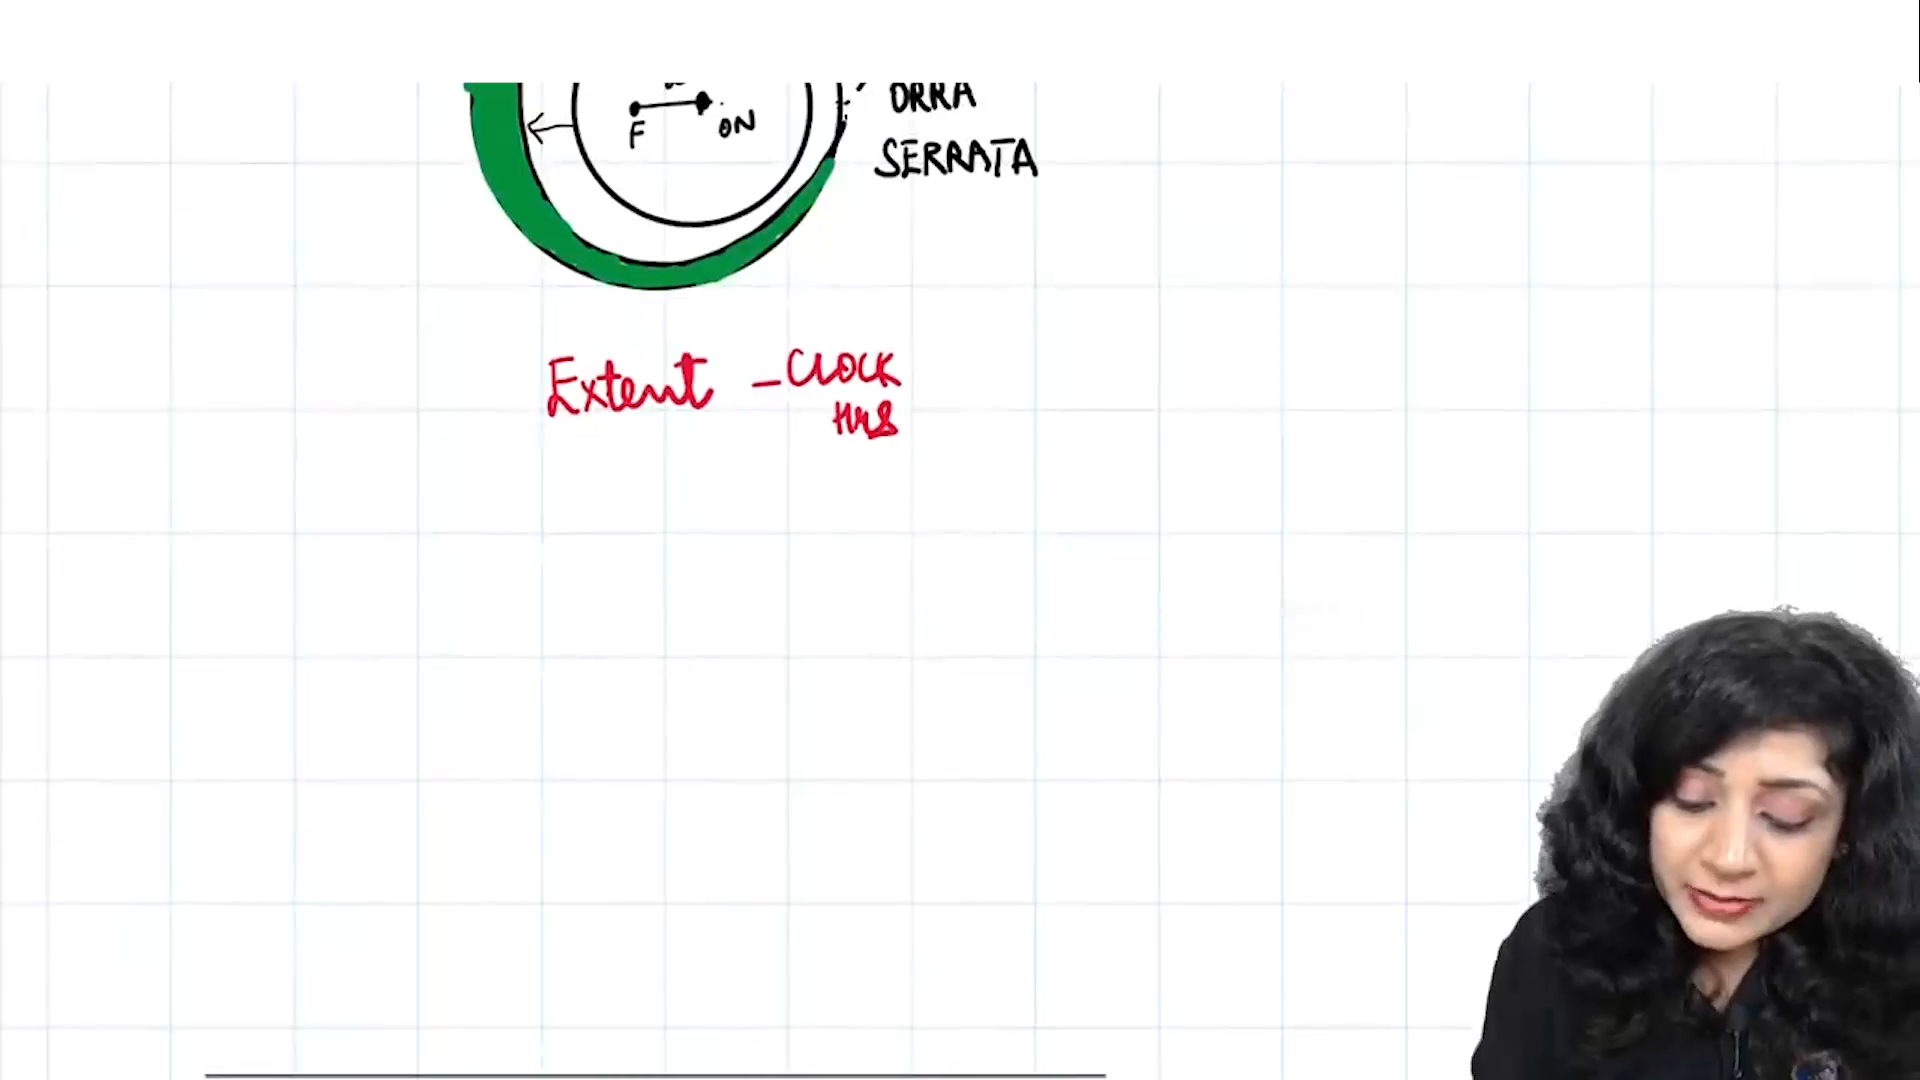 ORRA
F
ON
SERRATA
Extent - CLOCK
HRS